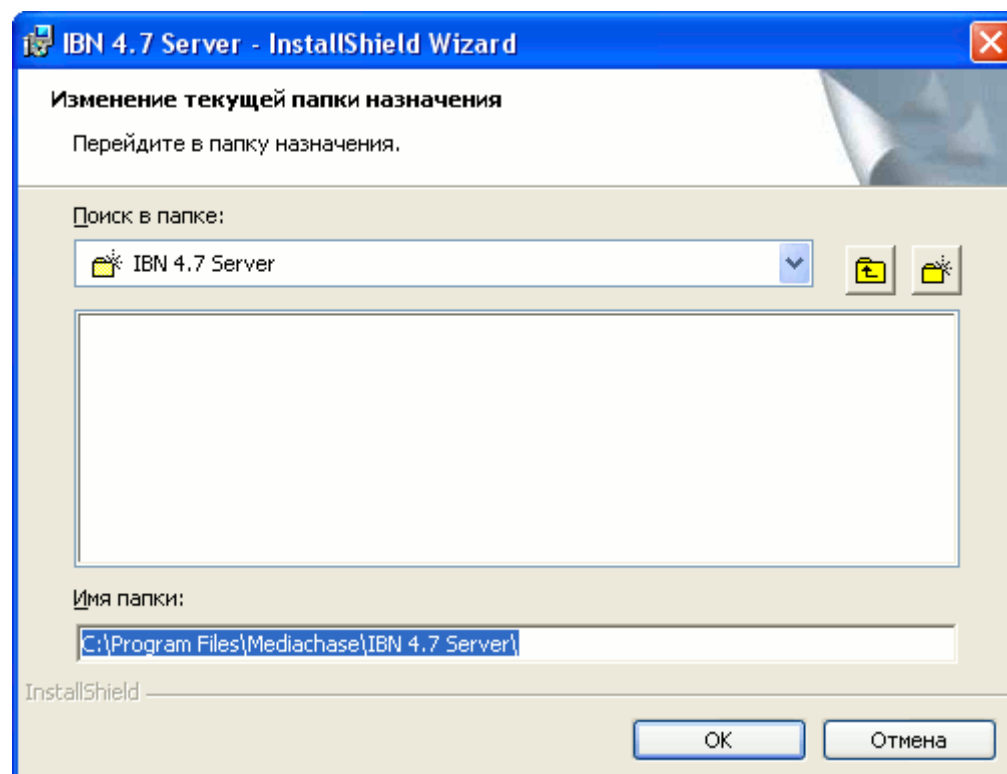 IBN 4.7 Server - InstallShield Wizard
Изменение текущей папки назначения
Перейдите в папку назначения.
Поиск в папке:
IBN 4.7 Server
Имя папки:
C:\Program Files\Mediachase\IBN 4.7 Server\
InstallShield
OK
Отмена